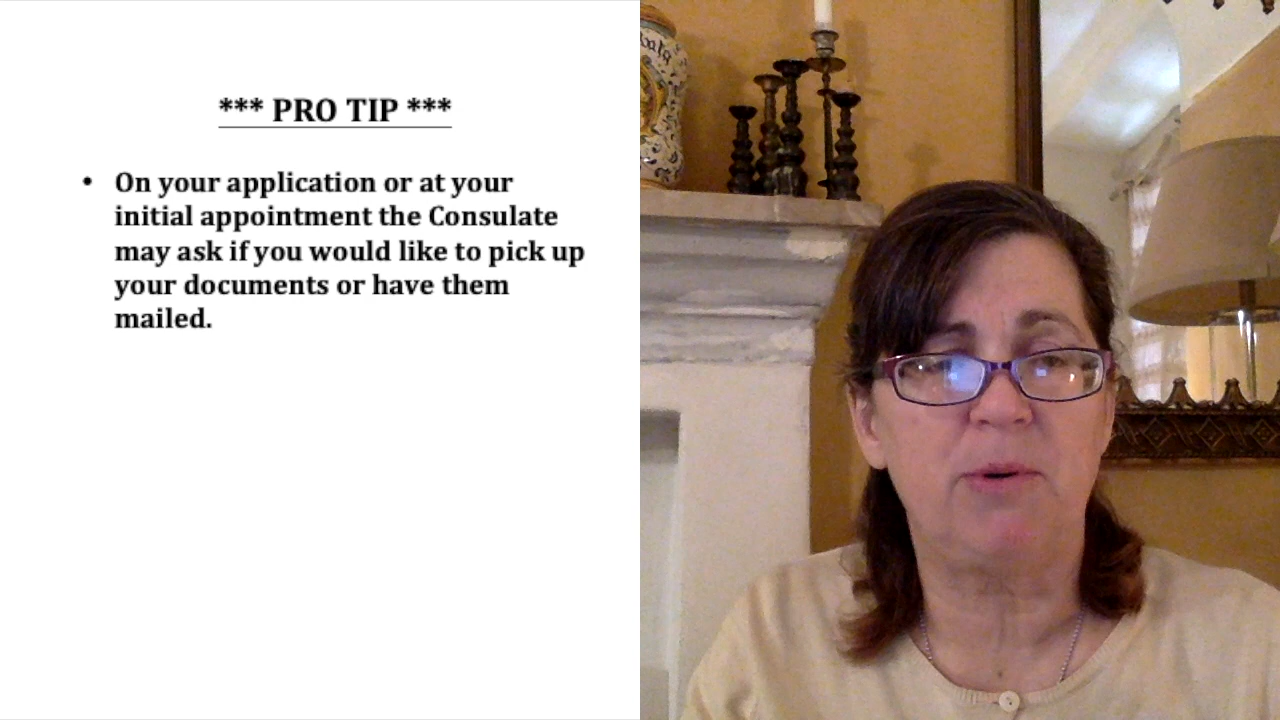 *** PRO TIP ***
• On your application or at your
initial appointment the Consulate
may ask if you would like to pick up
your documents or have them
mailed.